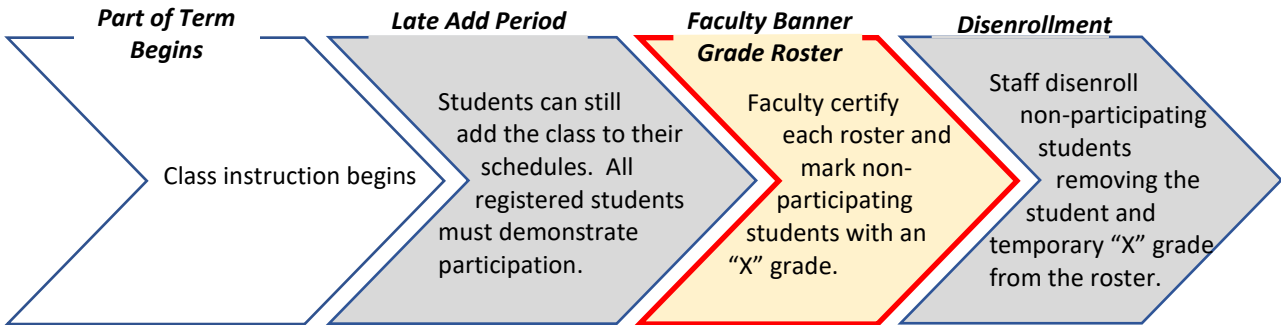 Part of Term
Begins
Class instruction begins
Late Add Period
Students can still
add the class to their
schedules.  All
registered students
must demonstrate
participation.
Faculty Banner
Grade Roster
Faculty certify
each roster and
mark non-
participating
students with an
“X” grade.
Disenrollment
Staff disenroll
non-participating
students
removing the
student and
temporary “X” grade
from the roster.